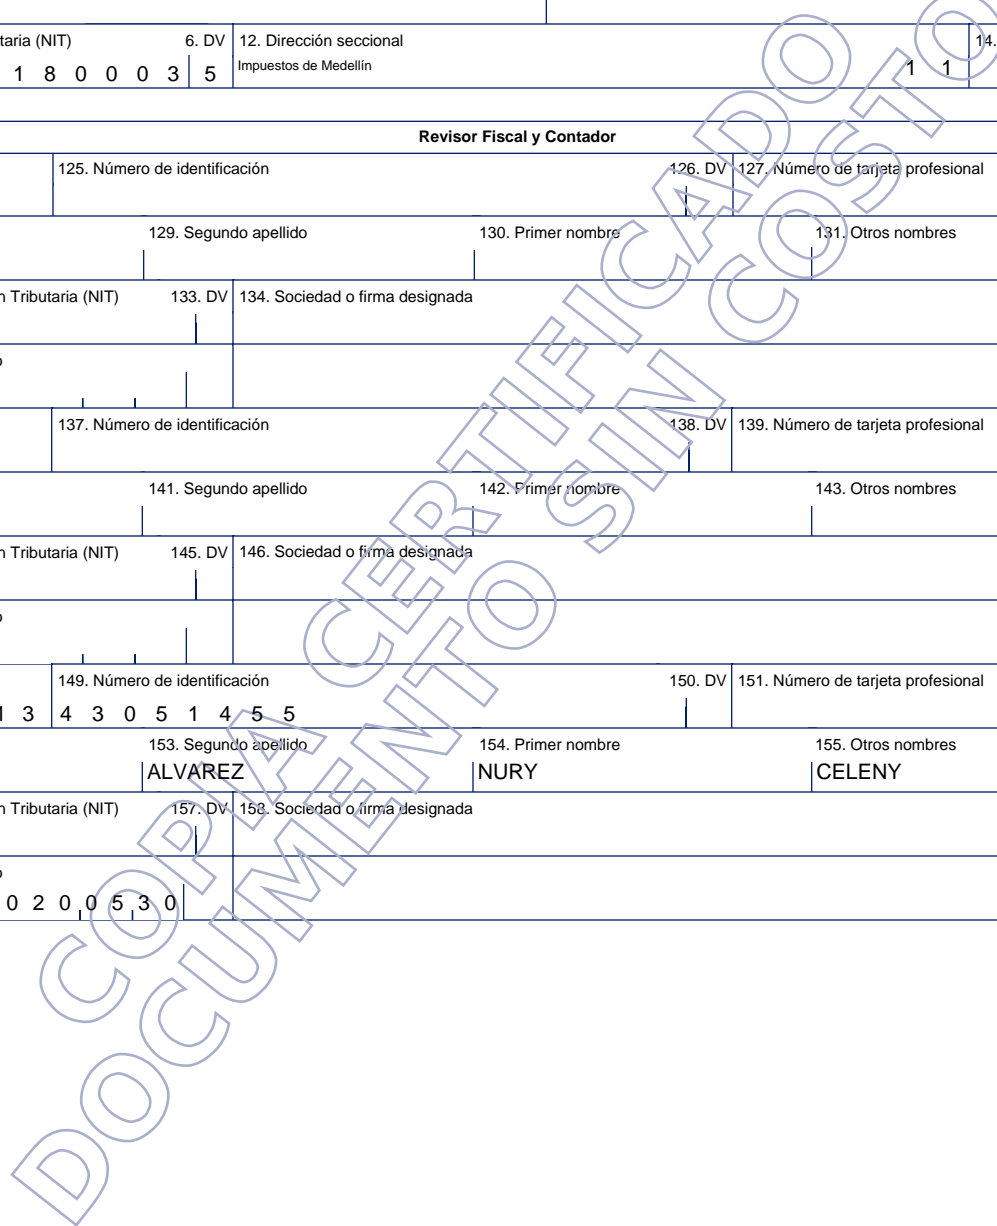 taria (NIT) 6. DV 12. Dirección seccional 14.
1 8 0 0 0 3 5 Impuestos de Medellín 1 1
Revisor Fiscal y Contador
125. Número de identificación 126. DV 127. Número de tarjeta profesional
129. Segundo apellido 130. Primer nombre 131. Otros nombres
n Tributaria (NIT) 133. DV 134. Sociedad o firma designada
o
137. Número de identificación 138. DV 139. Número de tarjeta profesional
141. Segundo apellido 142. Primer nombre 143. Otros nombres
n Tributaria (NIT) 145. DV 146. Sociedad o firma designada
o
149. Número de identificación 150. DV 151. Número de tarjeta profesional
1 3 4 3 0 5 1 4 5 5
153. Segundo apellido 154. Primer nombre 155. Otros nombres
ALVAREZ NURY CELENY
n Tributaria (NIT) 157. DV 158. Sociedad o firma designada
o
0 2 0 0 5 3 0
COPIA CERTIFICADO
DOCUMENTO SIN COSTO